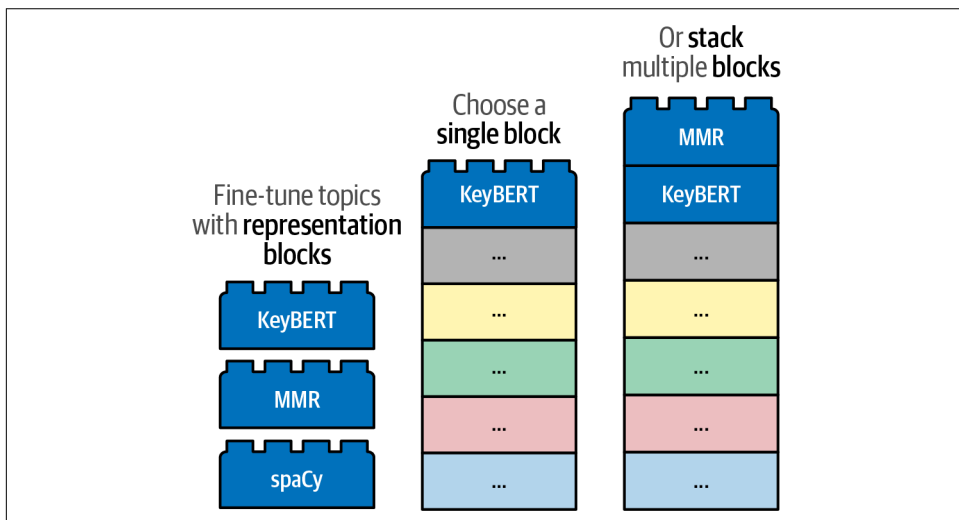 Fine-tune topics
with representation
blocks
KeyBERT
MMR
spaCy
Choose a
single block
KeyBERT
...
...
...
...
...
Or stack
multiple blocks
MMR
KeyBERT
...
...
...
...
...